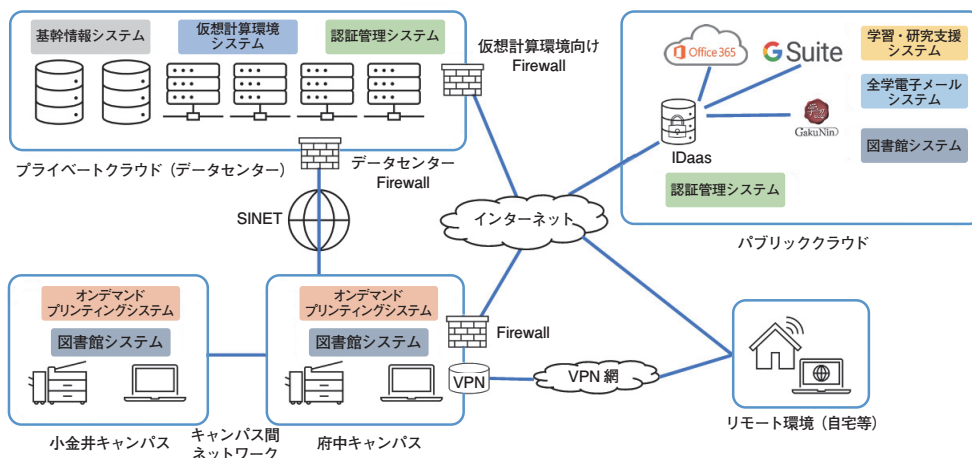 基幹情報システム
仮想計算環境
システム
認証管理システム
仮想計算環境向け
Firewall
プライベートクラウド（データセンター）
データセンター
Firewall
SINET
Office 365
G Suite
学習・研究支援
システム
全学電子メール
システム
GakuNin
図書館システム
IDaas
認証管理システム
パブリッククラウド
インターネット
オンデマンド
プリンティングシステム
図書館システム
小金井キャンパス
キャンパス間
ネットワーク
オンデマンド
プリンティングシステム
図書館システム
府中キャンパス
Firewall
VPN
VPN 網
リモート環境（自宅等）